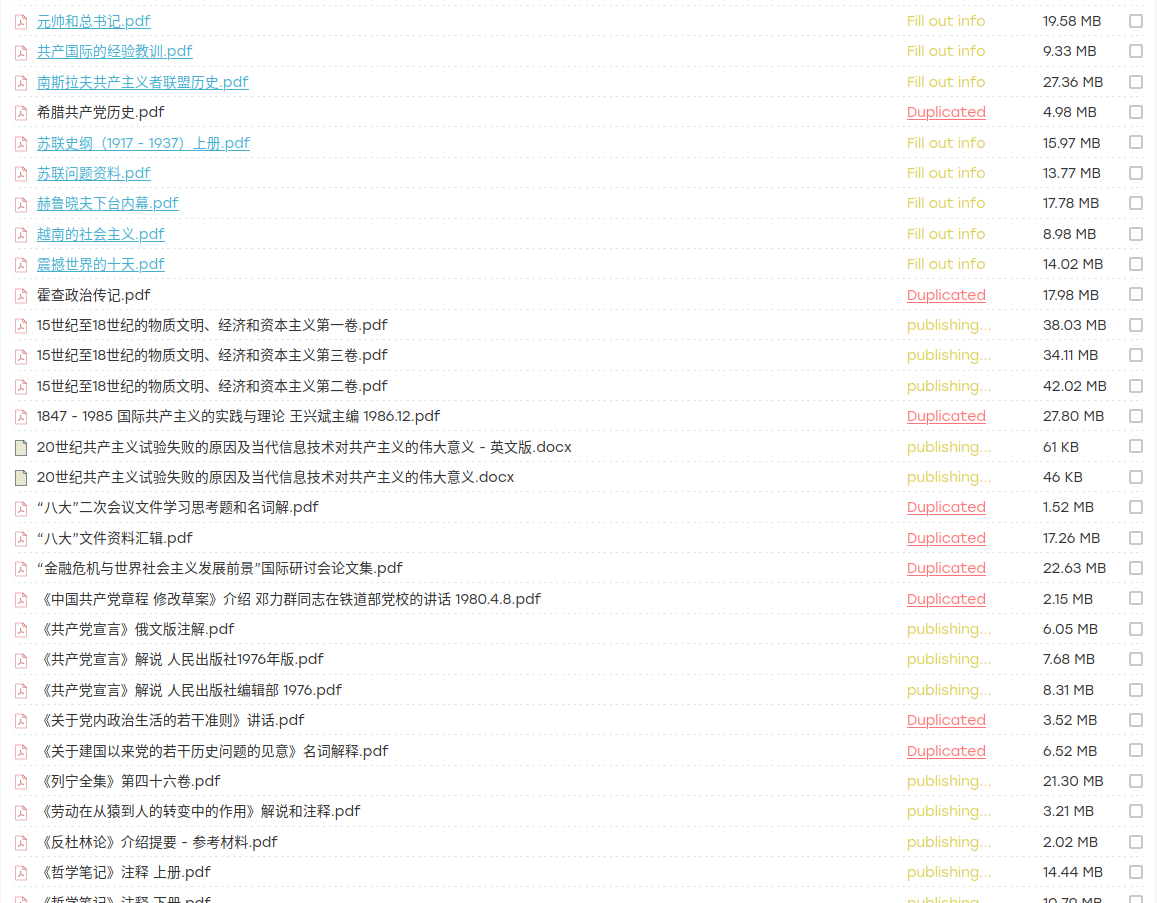 元帅和总书记.pdf Fill out info 19.58 MB
共产国际的经验教训.pdf Fill out info 9.33 MB
南斯拉夫共产主义者联盟历史.pdf Fill out info 27.36 MB
希腊共产党历史.pdf Duplicated 4.98 MB
苏联史纲（1917 - 1937）上册.pdf Fill out info 15.97 MB
苏联问题资料.pdf Fill out info 13.77 MB
赫鲁晓夫下台内幕.pdf Fill out info 17.78 MB
越南的社会主义.pdf Fill out info 8.98 MB
震撼世界的十天.pdf Fill out info 14.02 MB
霍查政治传记.pdf Duplicated 17.98 MB
15世纪至18世纪的物质文明、经济和资本主义第一卷.pdf publishing... 38.03 MB
15世纪至18世纪的物质文明、经济和资本主义第三卷.pdf publishing... 34.11 MB
15世纪至18世纪的物质文明、经济和资本主义第二卷.pdf publishing... 42.02 MB
1847 - 1985 国际共产主义的实践与理论 王兴斌主编 1986.12.pdf Duplicated 27.80 MB
20世纪共产主义试验失败的原因及当代信息技术对共产主义的伟大意义 - 英文版.docx publishing... 61 KB
20世纪共产主义试验失败的原因及当代信息技术对共产主义的伟大意义.docx publishing... 46 KB
“八大”二次会议文件学习思考题和名词解.pdf Duplicated 1.52 MB
“八大”文件资料汇辑.pdf Duplicated 17.26 MB
“金融危机与世界社会主义发展前景”国际研讨会论文集.pdf Duplicated 22.63 MB
《中国共产党章程 修改草案》介绍 邓力群同志在铁道部党校的讲话 1980.4.8.pdf Duplicated 2.15 MB
《共产党宣言》俄文版注解.pdf publishing... 6.05 MB
《共产党宣言》解说 人民出版社1976年版.pdf publishing... 7.68 MB
《共产党宣言》解说 人民出版社编辑部 1976.pdf publishing... 8.31 MB
《关于党内政治生活的若干准则》讲话.pdf Duplicated 3.52 MB
《关于建国以来党的若干历史问题的见意》名词解释.pdf Duplicated 6.52 MB
《列宁全集》第四十六卷.pdf publishing... 21.30 MB
《劳动在从猿到人的转变中的作用》解说和注释.pdf publishing... 3.21 MB
《反杜林论》介绍提要 - 参考材料.pdf publishing... 2.02 MB
《哲学笔记》注释 上册.pdf publishing... 14.44 MB
《哲学笔记》注释 下册.pdf publishing... 10.79 MB